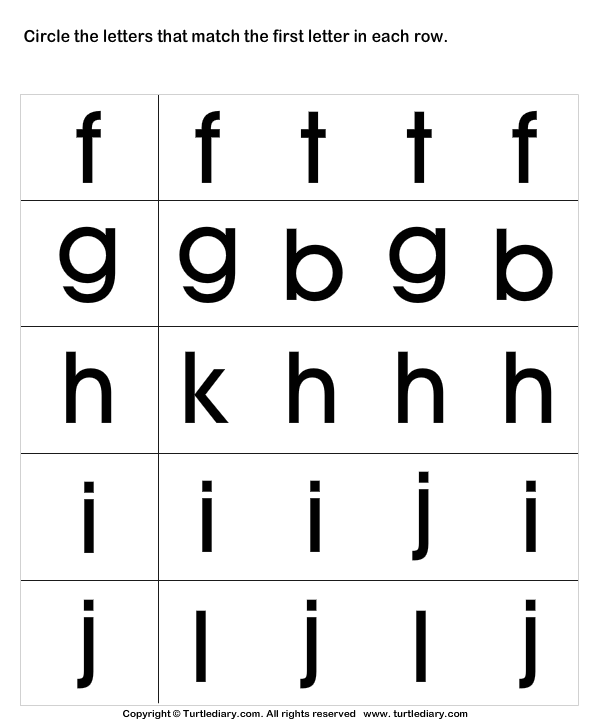 Circle the letters that match the first letter in each row.
f f t t f
g g b g b
h k h h h
i i i j i
j l j l j
Copyright © Turtlediary.com. All rights reserved www.turtlediary.com